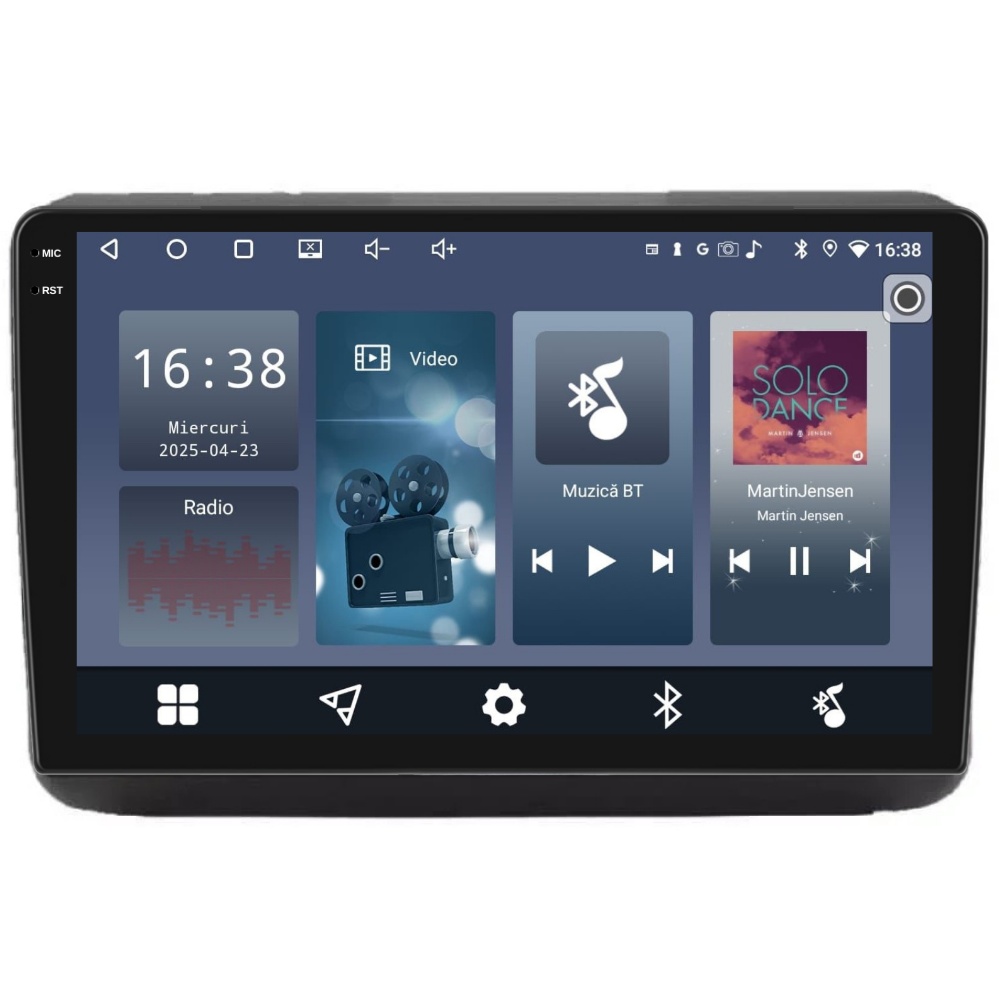 MIC
RST
16:38
16:38
Miercuri
2025-04-23
Radio
Video
Muzică BT
SOLO
DANCE
MARTIN JENSEN
MartinJensen
Martin Jensen